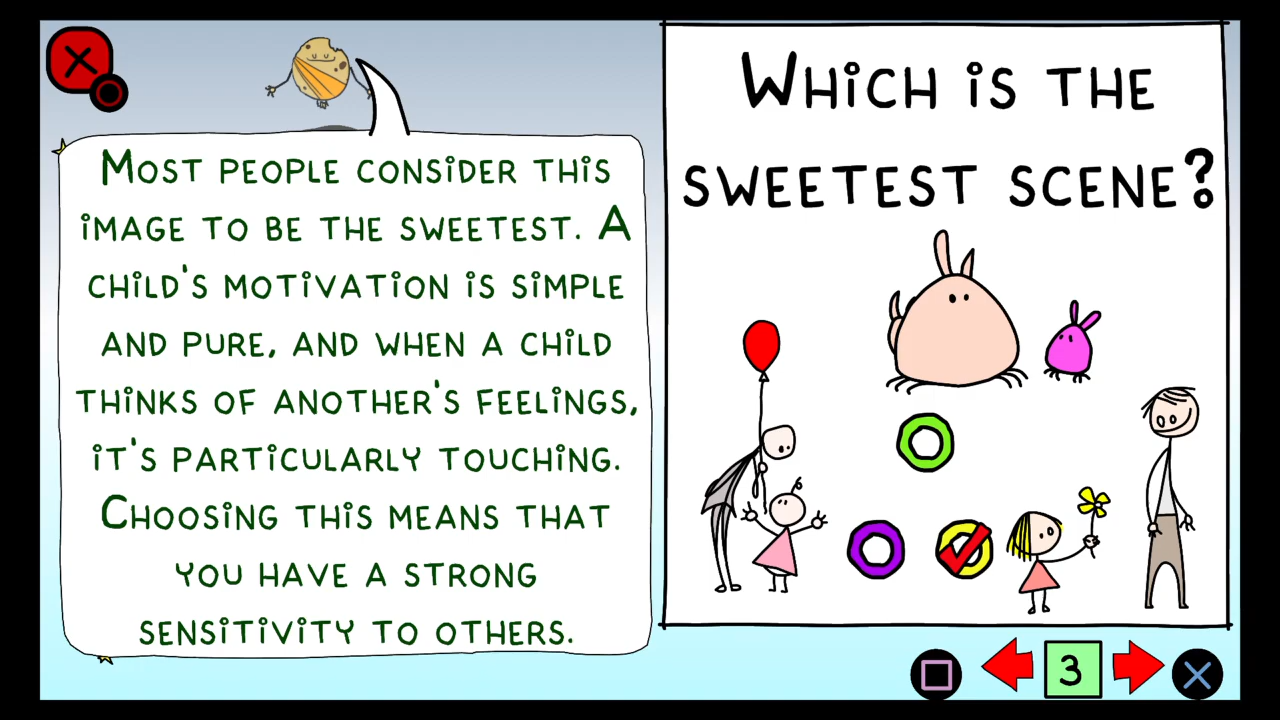 Most people consider this
image to be the sweetest. A
child's motivation is simple
and pure, and when a child
thinks of another's feelings,
it's particularly touching.
Choosing this means that
you have a strong
sensitivity to others.
Which is the
sweetest scene?
3